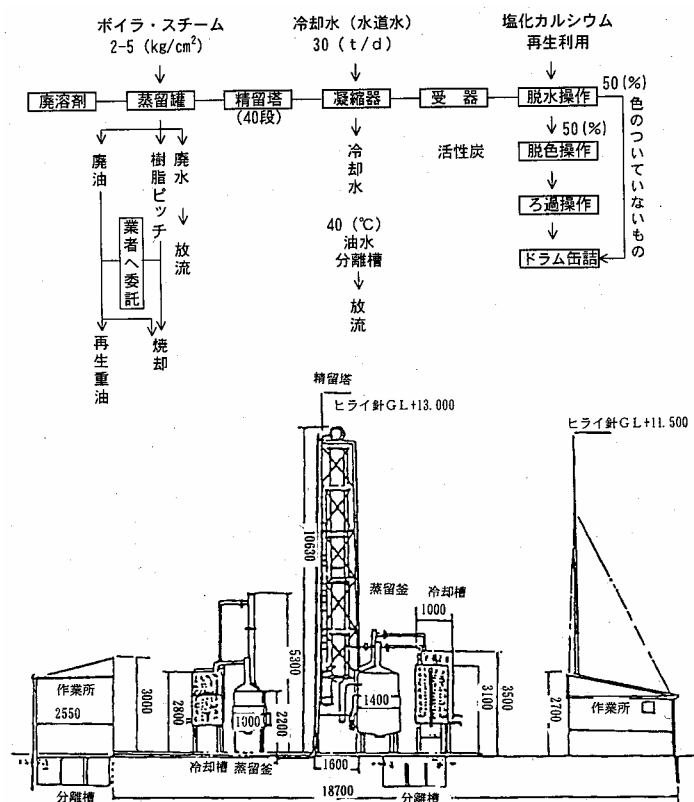 ボイラ・スチーム
2-5 (kg/cm²)
冷却水 (水道水)
30 (t/d)
塩化カルシウム
再生利用
廃溶剤
蒸留罐
精留塔
(40段)
凝縮器
受 器
脱水操作
50(%)
50(%)
色のついていないもの
廃油
樹脂ピッチ
廃水
放流
業者へ委託
再生重油
焼却
冷却水
40 (℃)
油水
分離槽
放流
活性炭
脱色操作
ろ過操作
ドラム缶詰
精留塔
ヒライ針GL+13.000
ヒライ針GL+11.500
10630
蒸留釜
冷却槽
1000
5300
作業所
2550
3000
2800
1000
2200
1400
3100
3500
2700
作業所
冷却槽
蒸留釜
1600
分離槽
18700
分離槽